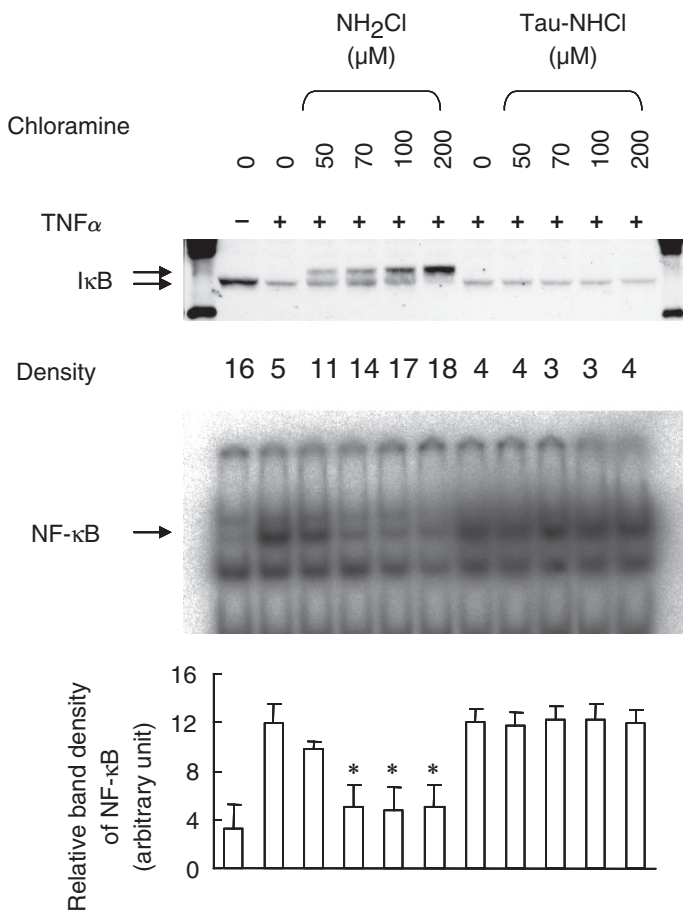 NH2Cl
(μM)
Tau-NHCl
(μM)
Chloramine
0 0 50 70 100 200 0 50 70 100 200
TNFα
− + + + + + + + + + +
IκB
Density
16 5 11 14 17 18 4 4 3 3 4
NF-κB
Relative band density
of NF-κB
(arbitrary unit)
16
12
8
4
0
* * *